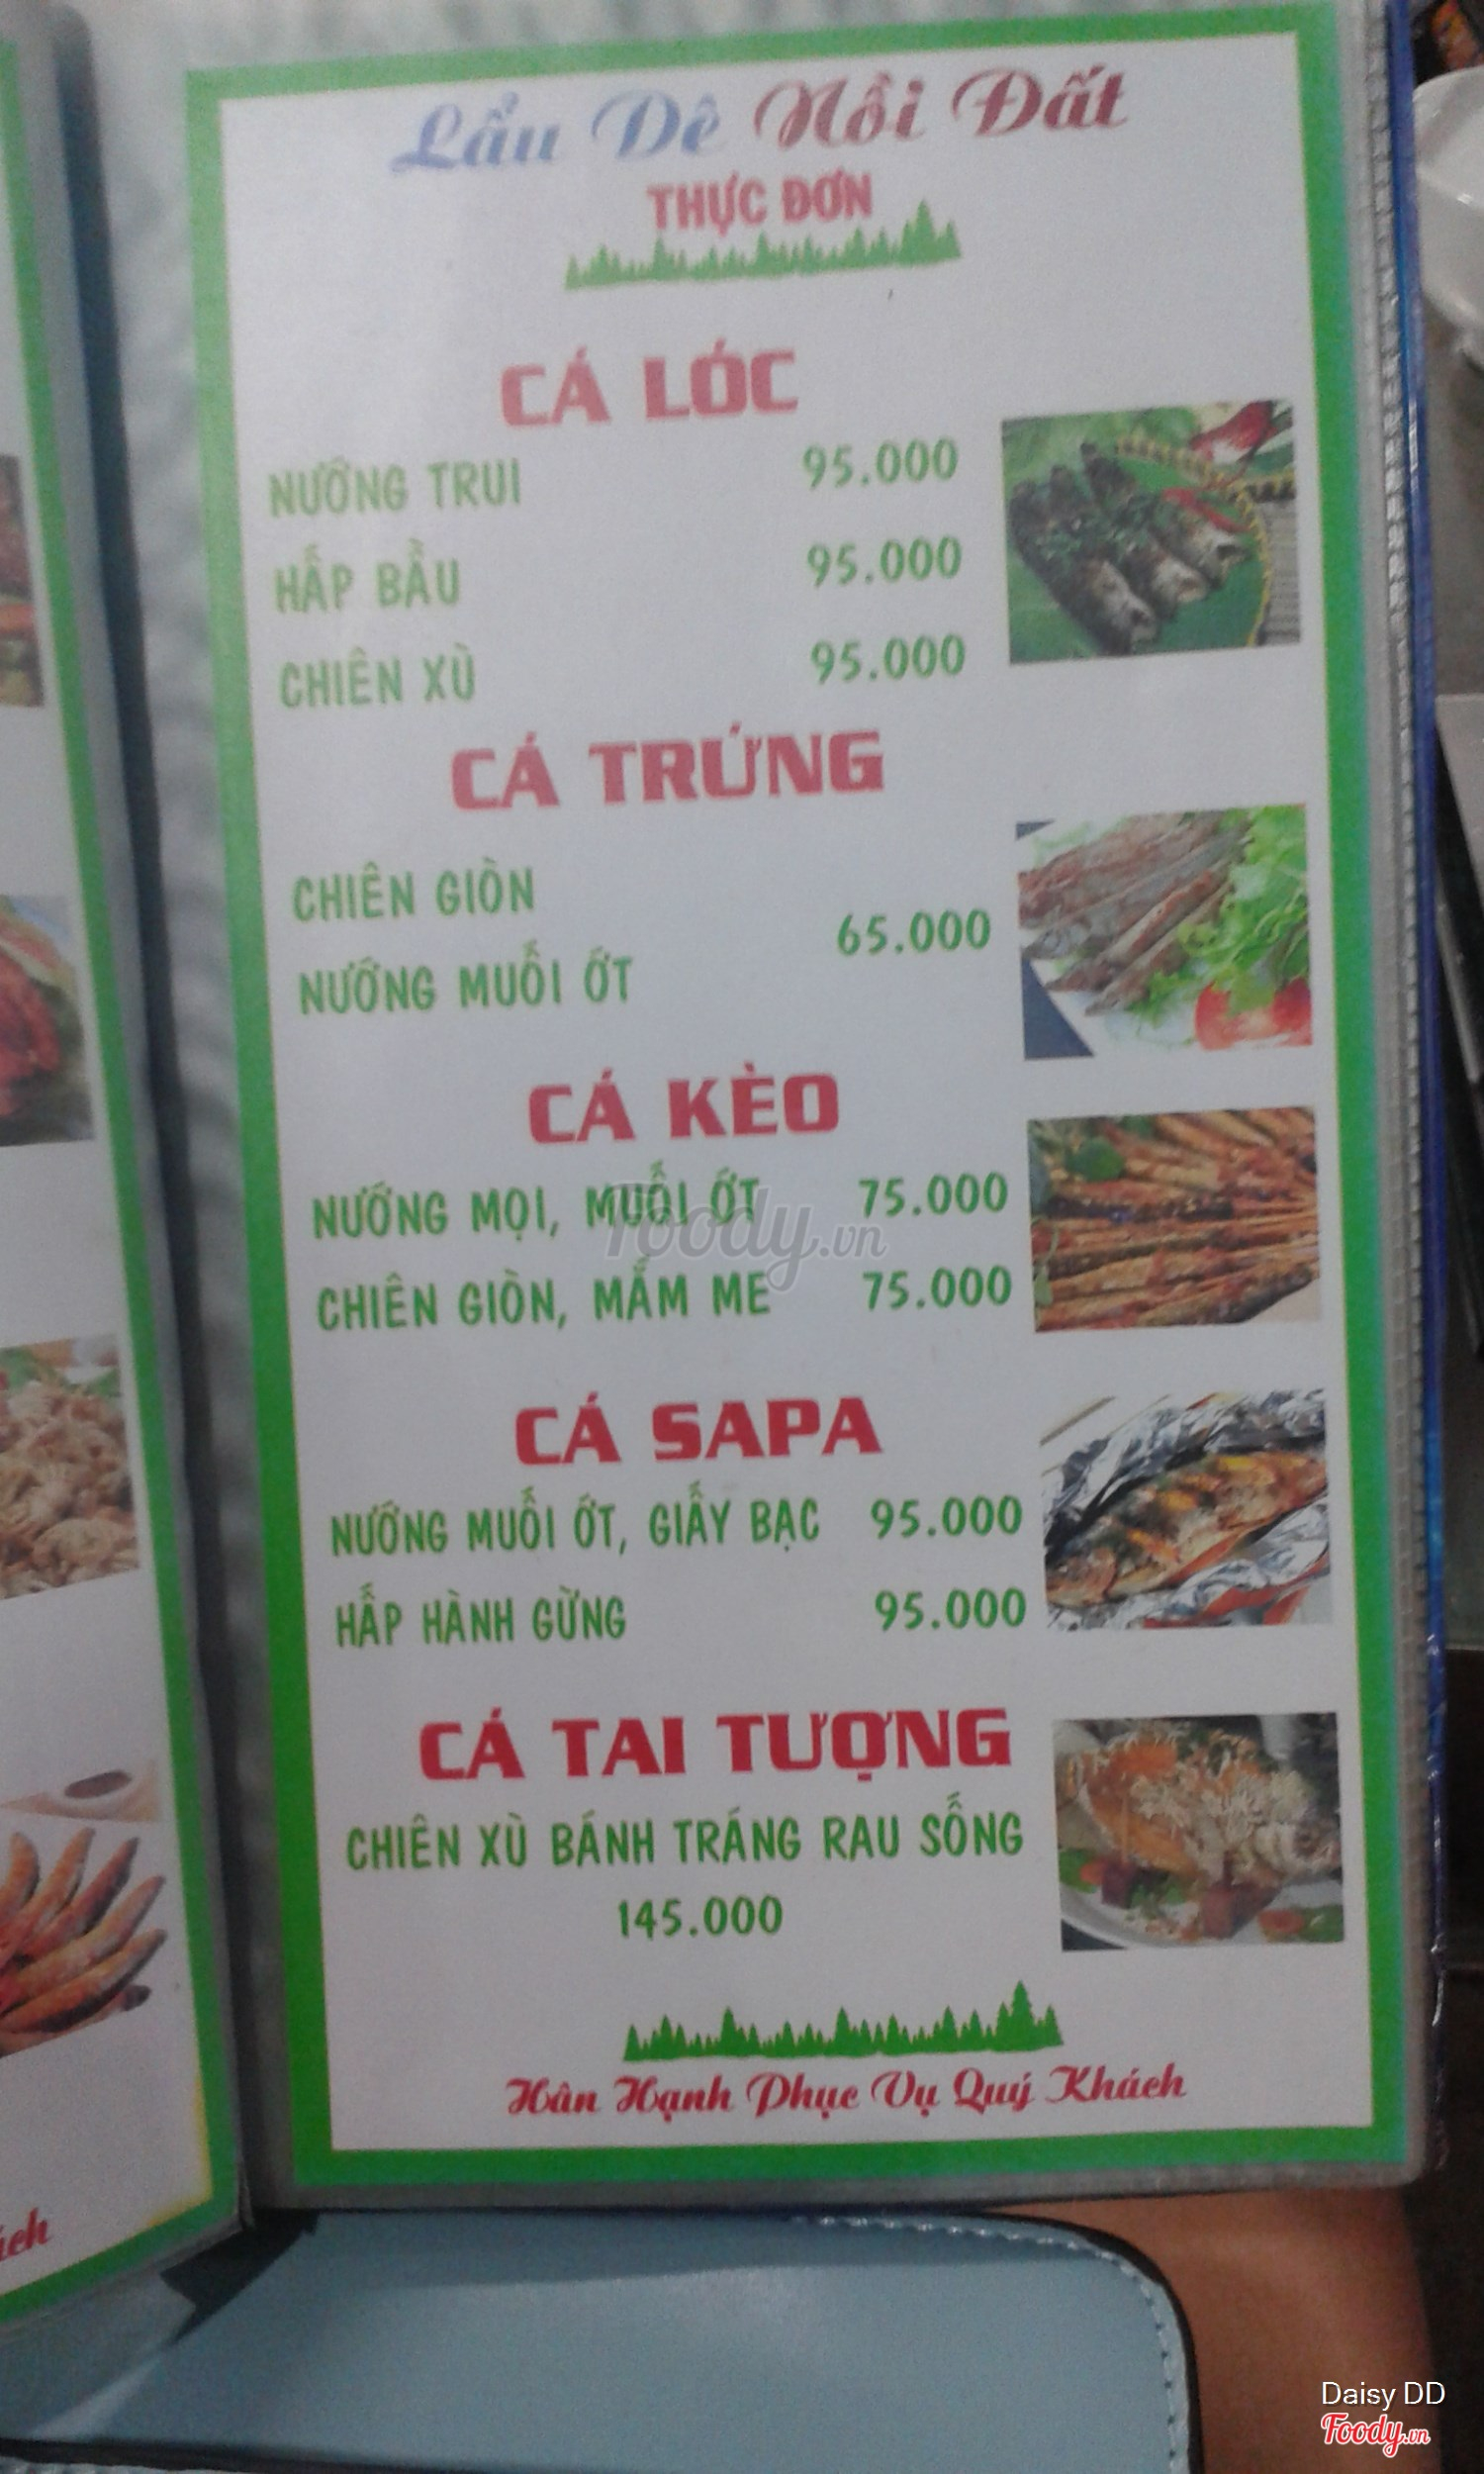 Lẩu Dê Nồi Đất
THỰC ĐƠN
CÁ LÓC
NƯỚNG TRUI 95.000
HẤP BẦU 95.000
CHIÊN XÙ 95.000
CÁ TRỨNG
CHIÊN GIÒN
65.000
NƯỚNG MUỐI ỚT
CÁ KÈO
NƯỚNG MỌI, MUỐI ỚT 75.000
Foody.vn
CHIÊN GIÒN, MẮM ME 75.000
CÁ SAPA
NƯỚNG MUỐI ỚT, GIẤY BẠC 95.000
HẤP HÀNH GỪNG 95.000
CÁ TAI TƯỢNG
CHIÊN XÙ BÁNH TRÁNG RAU SỐNG
145.000
Hân Hạnh Phục Vụ Quý Khách
Daisy DD
Foody.vn